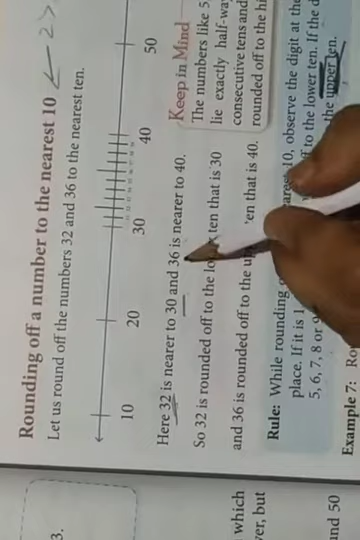 Rounding off a number to the nearest 10
Let us round off the numbers 32 and 36 to the nearest ten.
10 20 30 40 50
Here 32 is nearer to 30 and 36 is nearer to 40.
So 32 is rounded off to the ten that is 30
and 36 is rounded off to the 'en that is 40.
Keep in Mind
The numbers like 5
lie exactly half-way
consecutive tens and
rounded off to the hi
Rule: While rounding 10, observe the digit at the
place. If it is 1 to the lower ten. If the d
5, 6, 7, 8 or 9 the upper ten.
Example 7: Ro
3.
which
ver, but
and 50